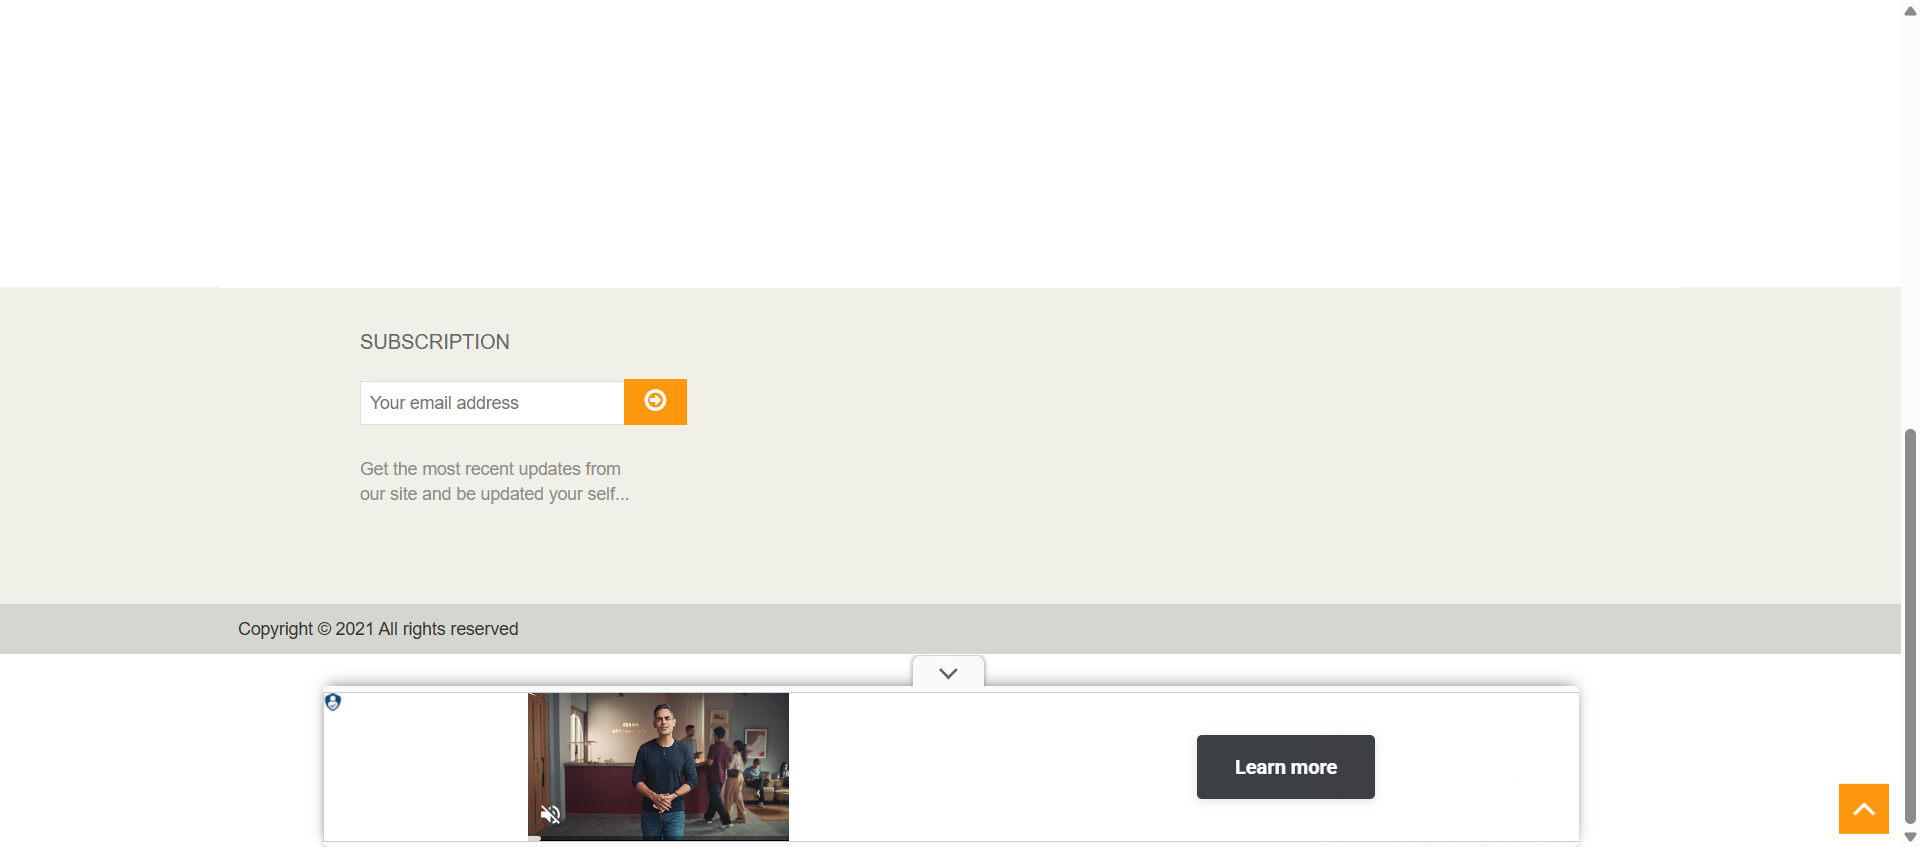 SUBSCRIPTION
Your email address
Get the most recent updates from
our site and be updated your self...
Copyright © 2021 All rights reserved
Learn more